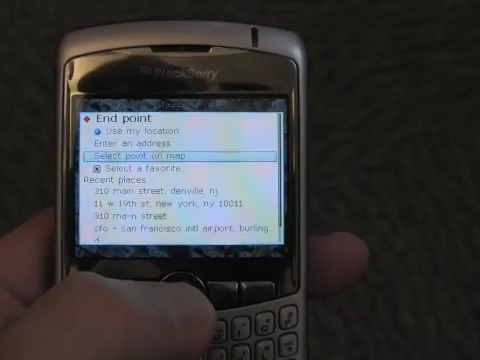 BlackBerry
End point
Use my location
Enter an address
Select point on map
Select a favorite
Recent places
310 main street, denville, nj
11 w 19th st, new york, ny 10011
310 main street
sfo - san francisco intl airport, burling
d